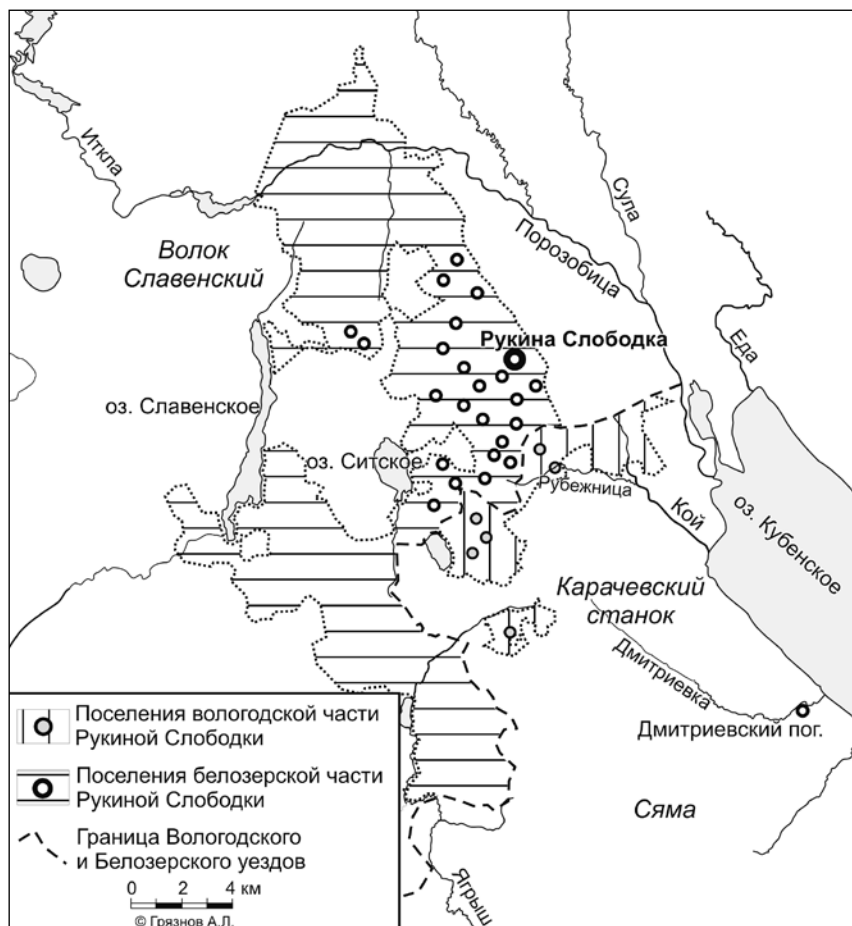 Иткла
Сула
Волок
Славенский
Порозобица
Еда
Рукина Слободка
оз. Славенское
оз. Ситское
Рубежница
Кой
оз. Кубенское
Карачевский
станок
Дмитриевка
Дмитриевский пог.
Сяма
Ягрыш
Поселения вологодской части
Рукиной Слободки
Поселения белозерской части
Рукиной Слободки
Граница Вологодского
и Белозерского уездов
0 2 4 км
© Грязнов А.Л.